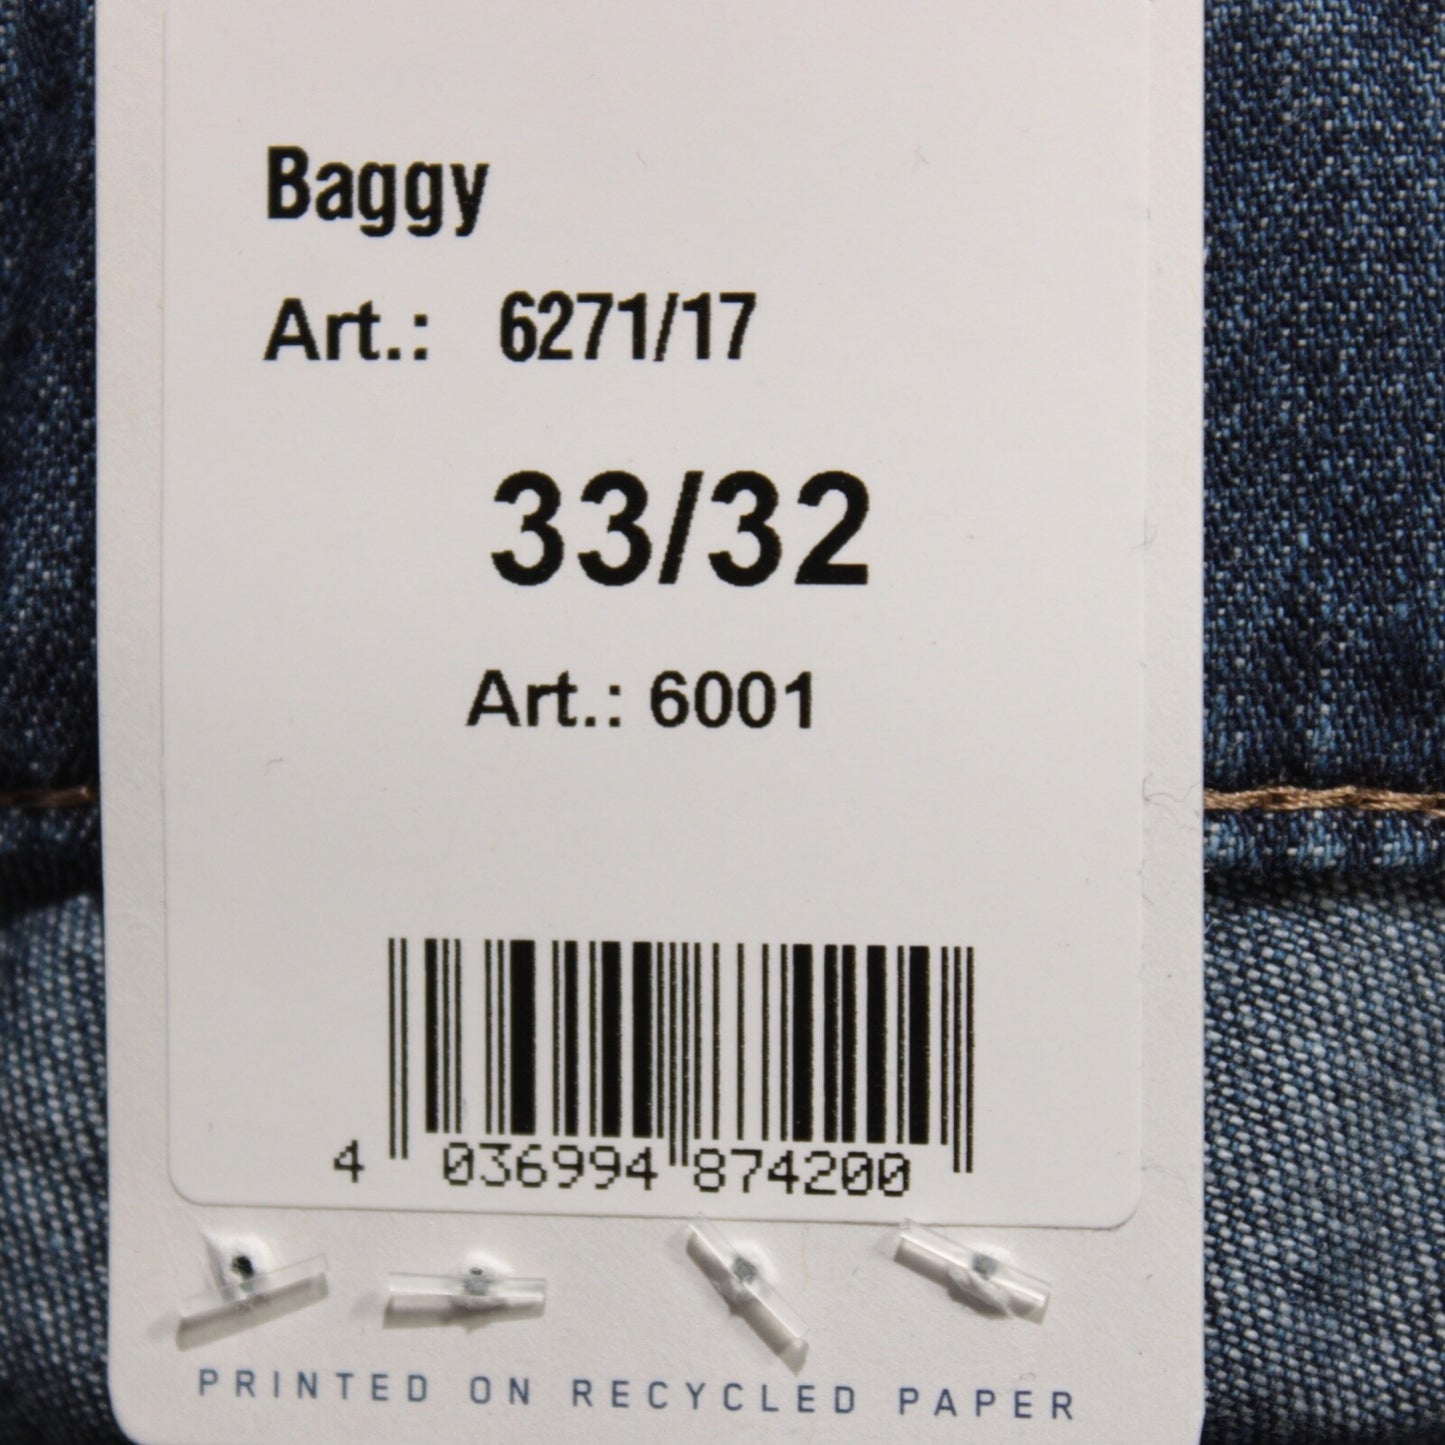 Baggy
Art.: 6271/17
33/32
Art.: 6001
4 036994 874200
PRINTED ON RECYCLED PAPER